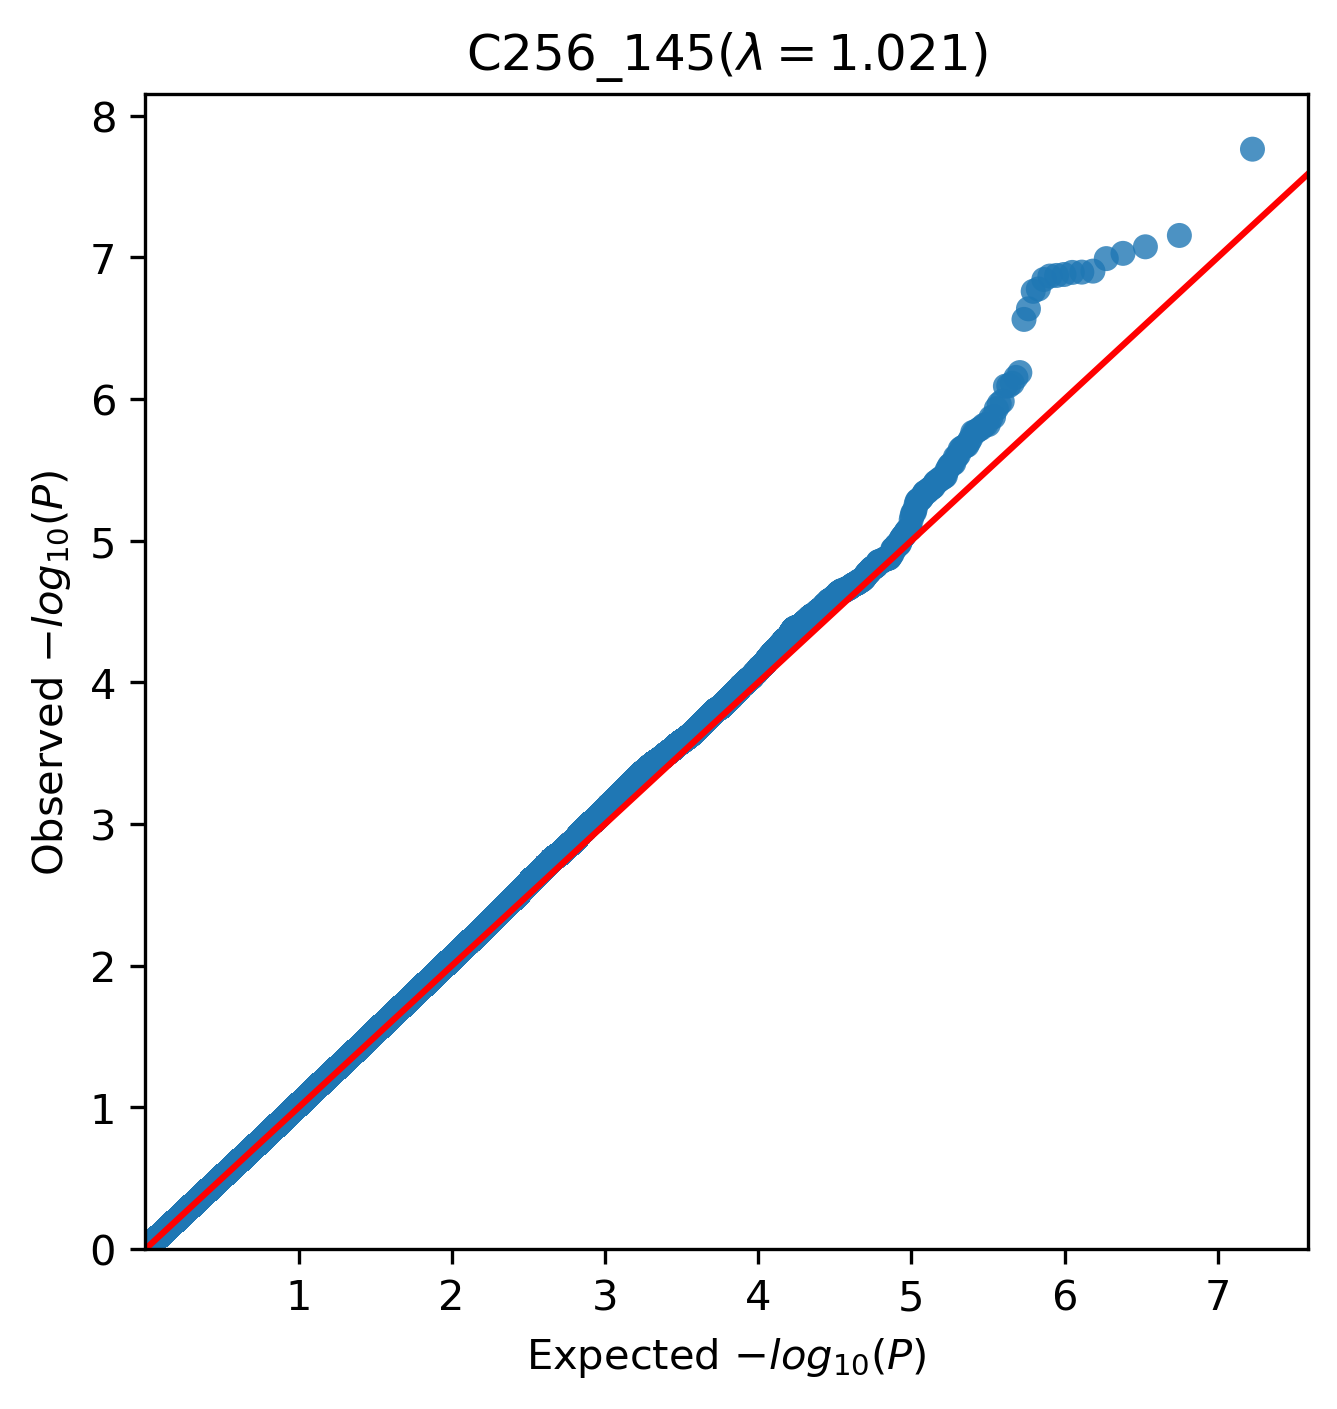 C256_145(λ = 1.021)
8
7
6
5
4
3
2
1
0
Observed −log₁₀(P)
1 2 3 4 5 6 7
Expected −log₁₀(P)